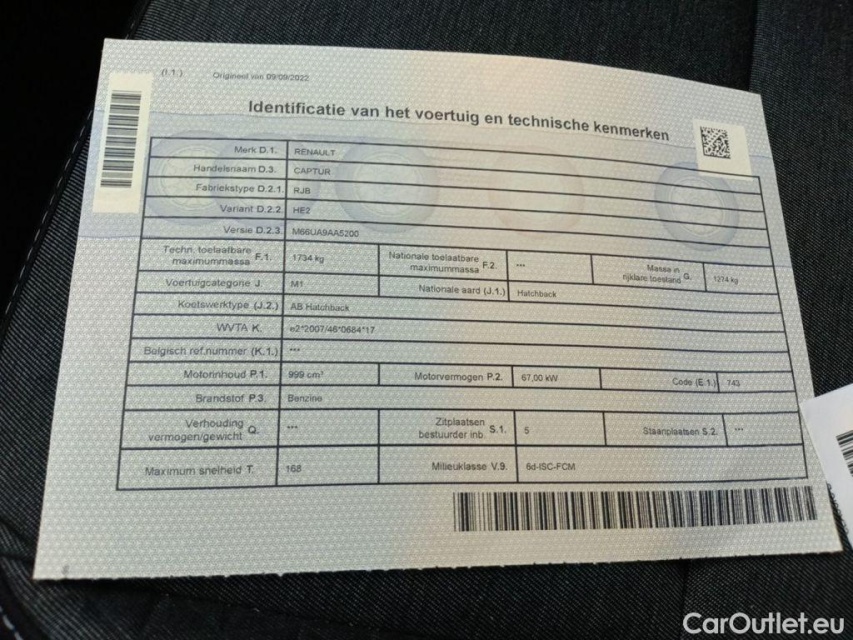 (I.1.) Origineel van 09/09/2022
Identificatie van het voertuig en technische kenmerken
Merk D.1. RENAULT
Handelsnaam D.3. CAPTUR
Fabriekstype D.2.1. RJB
Variant D.2.2. HE2
Versie D.2.3. M66UA9AA5200
Techn. toelaatbare maximummassa F.1. 1734 kg Nationale toelaatbare maximummassa F.2. --- Massa in rijklare toestand G. 1274 kg
Voertuigcategorie J. M1 Nationale aard (J.1.) Hatchback
Koetswerktype (J.2.) AB Hatchback
WVTA K. e2*2007/46*0684*17
Belgisch ref.nummer (K.1.) ---
Motorinhoud P.1. 999 cm³ Motorvermogen P.2. 67,00 kW Code (E.1.) 743
Brandstof P.3. Benzine
Verhouding vermogen/gewicht Q. --- Zitplaatsen bestuurder inb. S.1. 5 Staanplaatsen S.2. ---
Maximum snelheid T. 168 Milieuklasse V.9. 6d-ISC-FCM
CarOutlet.eu